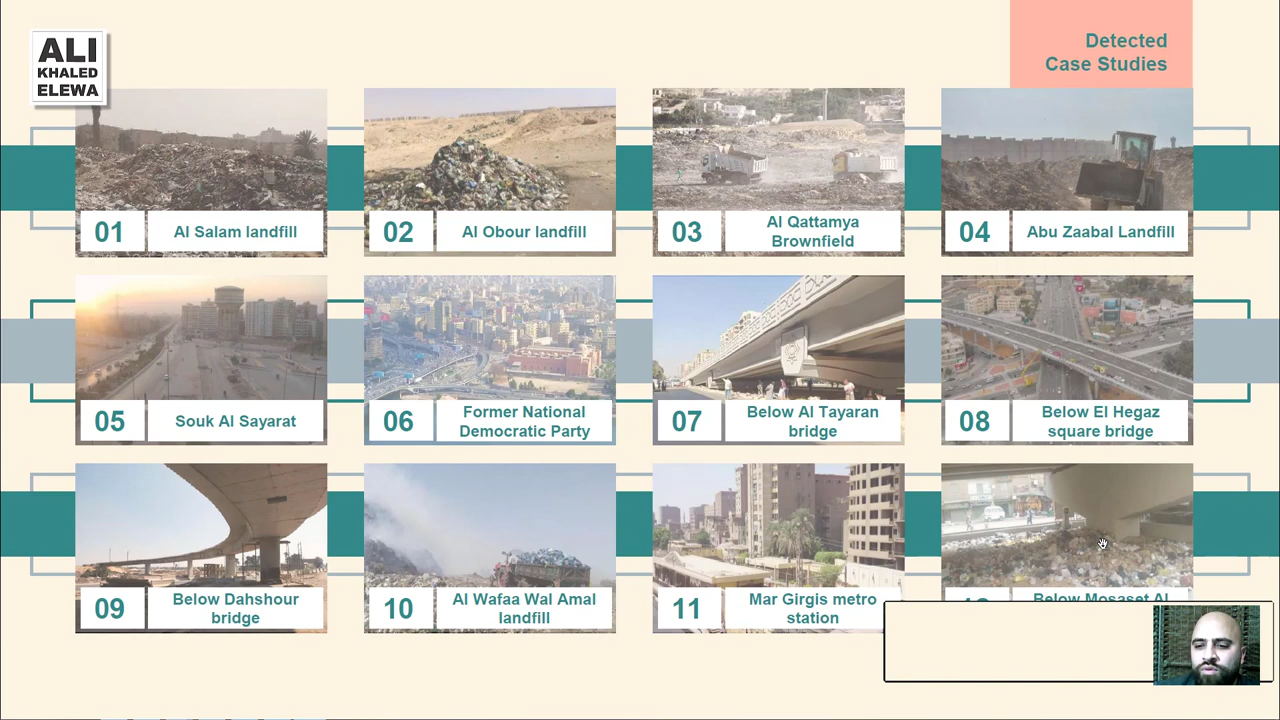 ALI
KHALED
ELEWA
Detected
Case Studies
01
Al Salam landfill
02
Al Obour landfill
03
Al Qattamya
Brownfield
04
Abu Zaabal Landfill
05
Souk Al Sayarat
06
Former National
Democratic Party
07
Below Al Tayaran
bridge
08
Below El Hegaz
square bridge
09
Below Dahshour
bridge
10
Al Wafaa Wal Amal
landfill
11
Mar Girgis metro
station
Below Mosaset Al